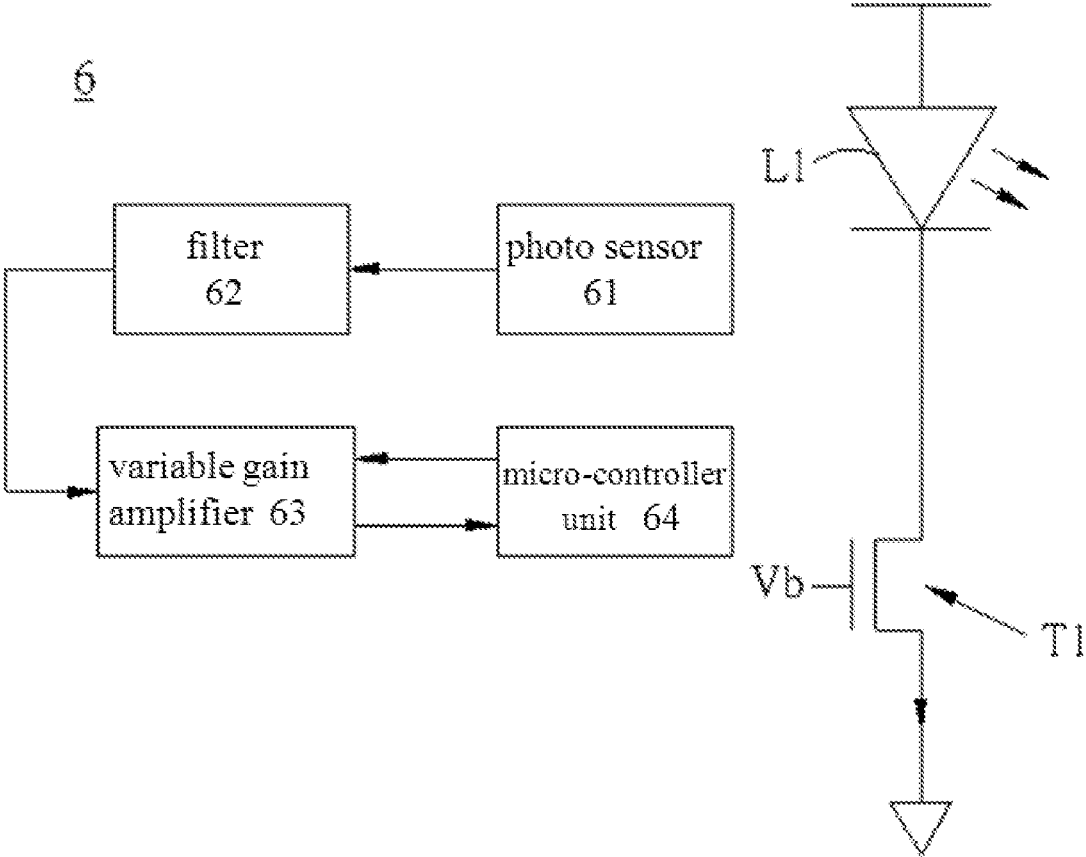 6
L1
filter
62
photo sensor
61
variable gain
amplifier 63
micro-controller
unit 64
Vb
T1